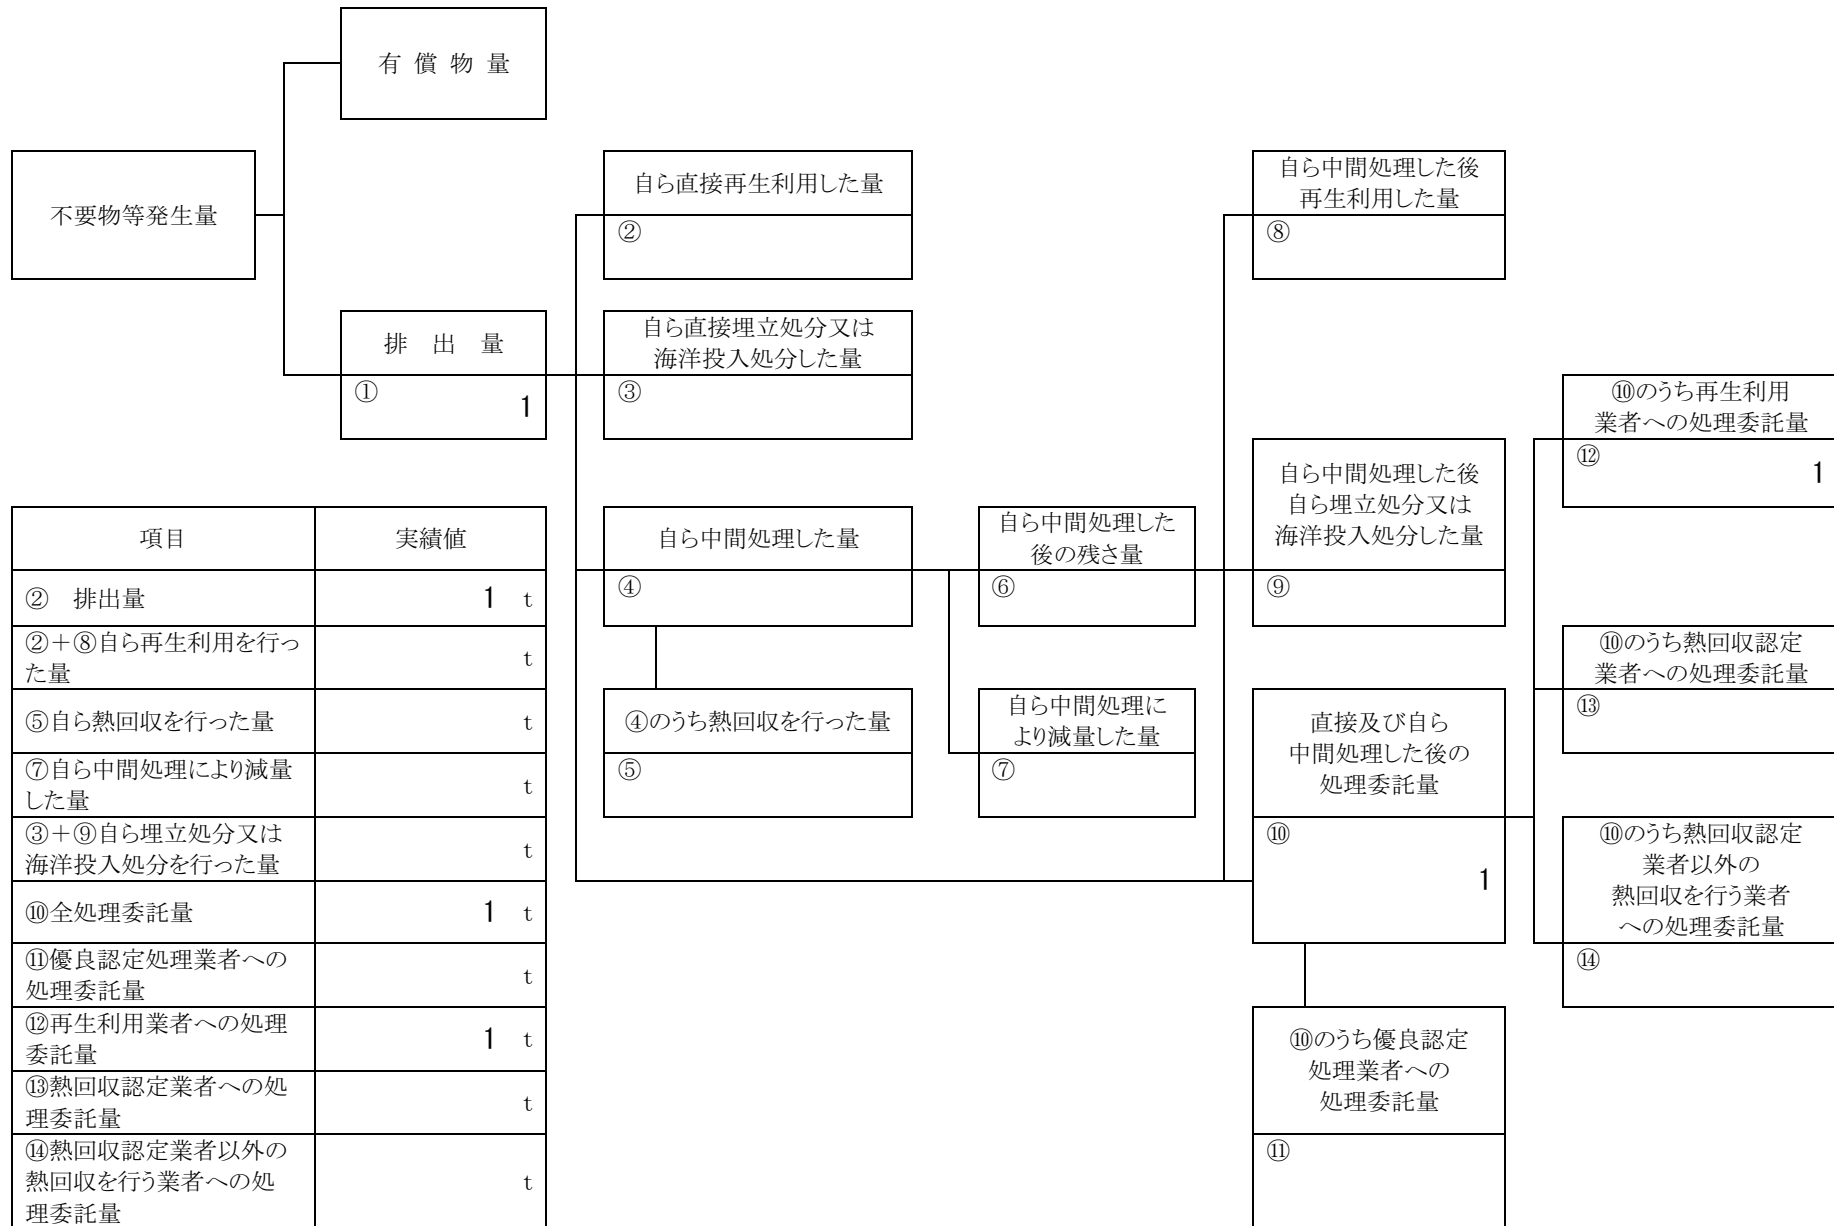 有 償 物 量
不要物等発生量
排 出 量
①
1
自ら直接再生利用した量
②
自ら直接埋立処分又は
海洋投入処分した量
③
自ら中間処理した量
④
④のうち熱回収を行った量
⑤
自ら中間処理した
後の残さ量
⑥
自ら中間処理に
より減量した量
⑦
自ら中間処理した後
再生利用した量
⑧
自ら中間処理した後
自ら埋立処分又は
海洋投入処分した量
⑨
直接及び自ら
中間処理した後の
処理委託量
⑩
1
⑩のうち優良認定
処理業者への
処理委託量
⑪
⑩のうち再生利用
業者への処理委託量
⑫
1
⑩のうち熱回収認定
業者への処理委託量
⑬
⑩のうち熱回収認定
業者以外の
熱回収を行う業者
への処理委託量
⑭
項目 実績値
② 排出量 1 t
②+⑧自ら再生利用を行っ
た量
t
⑤自ら熱回収を行った量 t
⑦自ら中間処理により減量
した量
t
③+⑨自ら埋立処分又は
海洋投入処分を行った量
t
⑩全処理委託量 1 t
⑪優良認定処理業者への
処理委託量
t
⑫再生利用業者への処理
委託量
1 t
⑬熱回収認定業者への処
理委託量
t
⑭熱回収認定業者以外の
熱回収を行う業者への処
理委託量
t